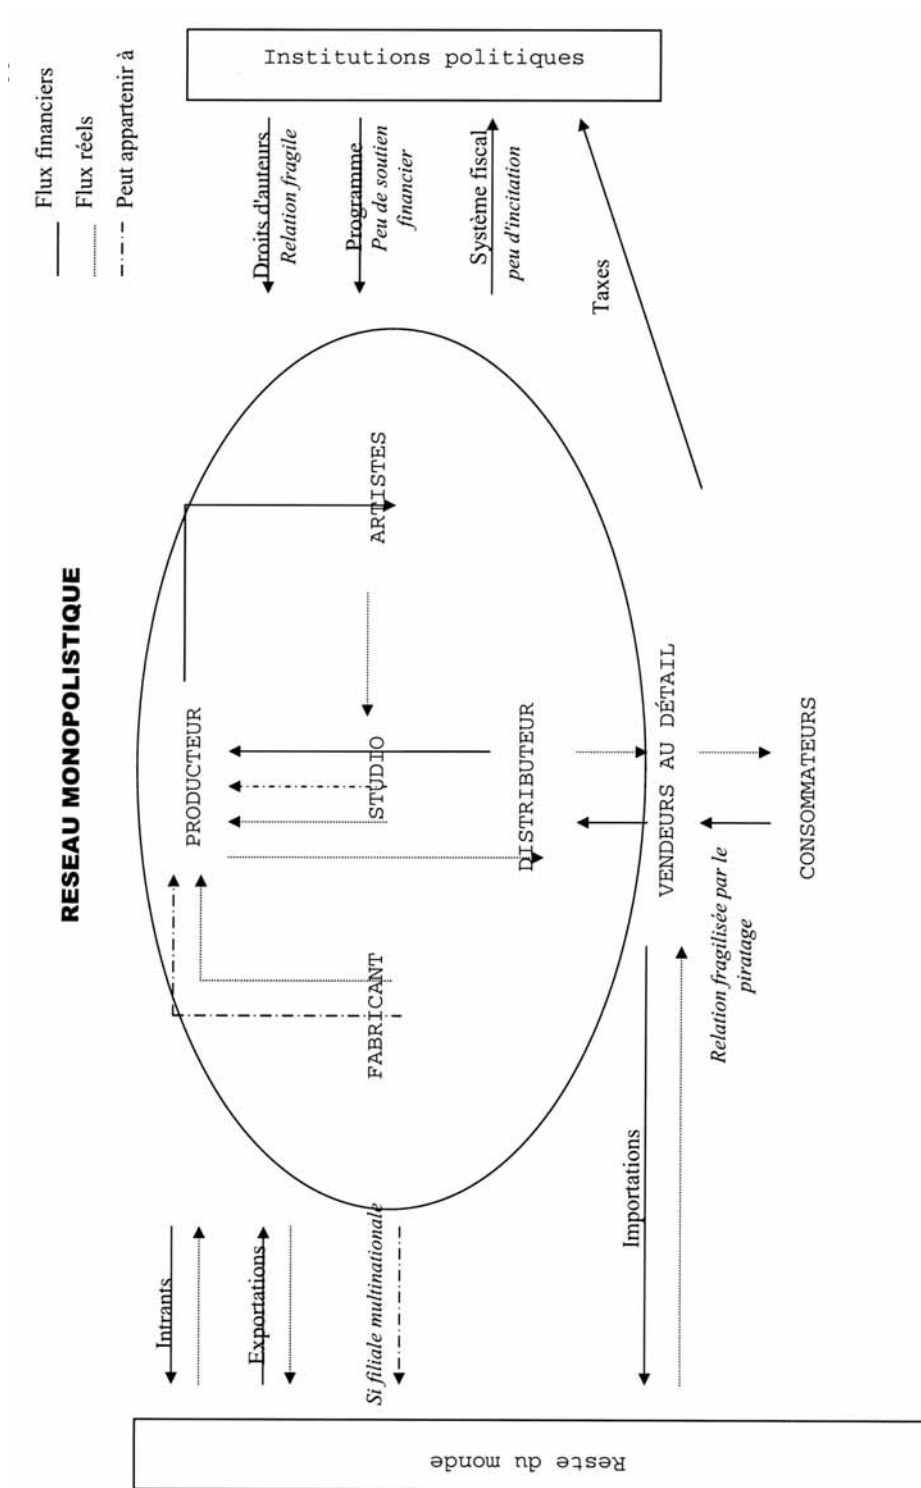 RESEAU MONOPOLISTIQUE
Flux financiers
Flux réels
Peut appartenir à
Institutions politiques
Droits d'auteurs
Relation fragile
Programme
Peu de soutien
financier
Système fiscal
peu d'incitation
Taxes
ARTISTES
PRODUCTEUR
STUDIO
DISTRIBUTEUR
VENDEURS AU DÉTAIL
CONSOMMATEURS
FABRICANT
Relation fragilisée par le
piratage
Intrants
Exportations
Si filiale multinationale
Importations
Reste du monde